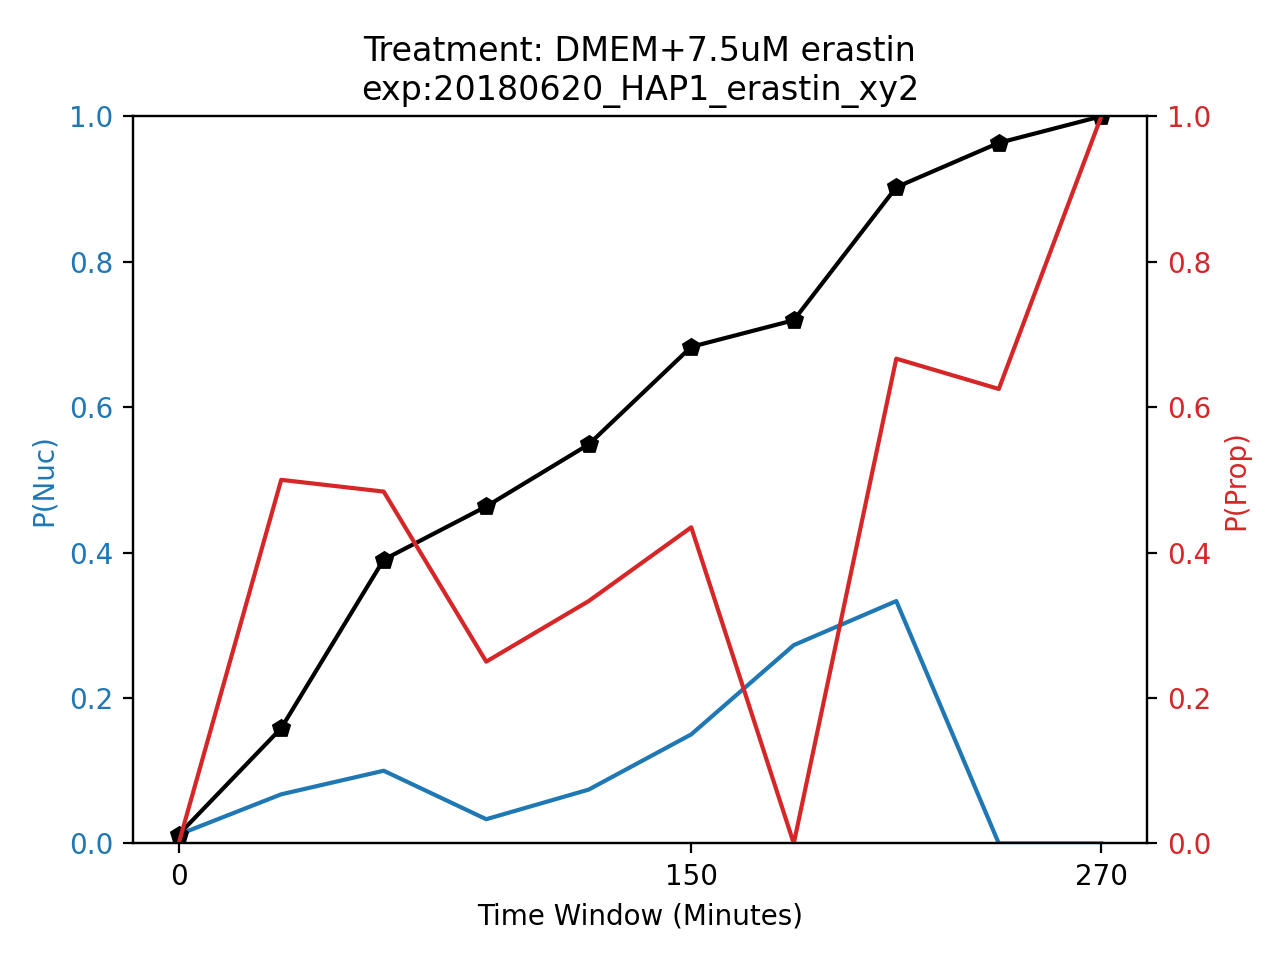 Treatment: DMEM+7.5uM erastin
exp:20180620_HAP1_erastin_xy2
1.0
0.8
0.6
0.4
0.2
0.0
P(Nuc)
1.0
0.8
0.6
0.4
0.2
0.0
P(Prop)
0 150 270
Time Window (Minutes)